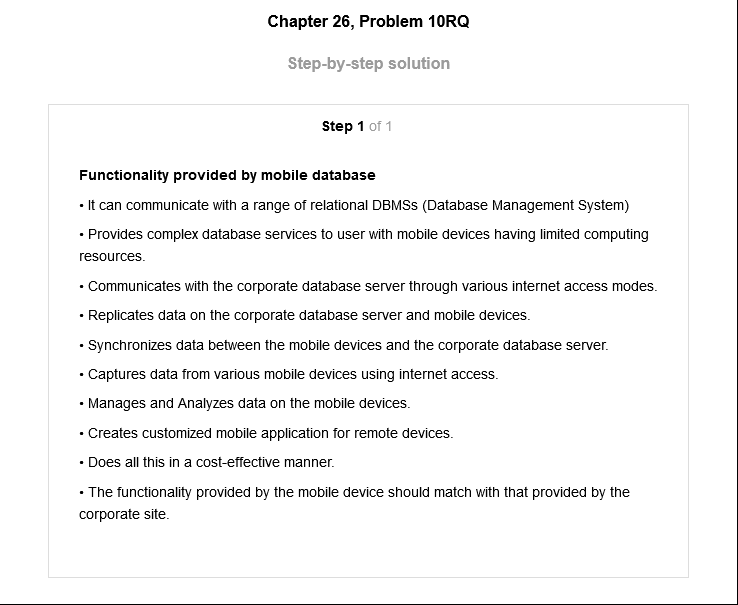 Chapter 26, Problem 10RQ
Step-by-step solution
Step 1 of 1
Functionality provided by mobile database
• It can communicate with a range of relational DBMSs (Database Management System)
• Provides complex database services to user with mobile devices having limited computing
resources.
• Communicates with the corporate database server through various internet access modes.
• Replicates data on the corporate database server and mobile devices.
• Synchronizes data between the mobile devices and the corporate database server.
• Captures data from various mobile devices using internet access.
• Manages and Analyzes data on the mobile devices.
• Creates customized mobile application for remote devices.
• Does all this in a cost-effective manner.
• The functionality provided by the mobile device should match with that provided by the
corporate site.